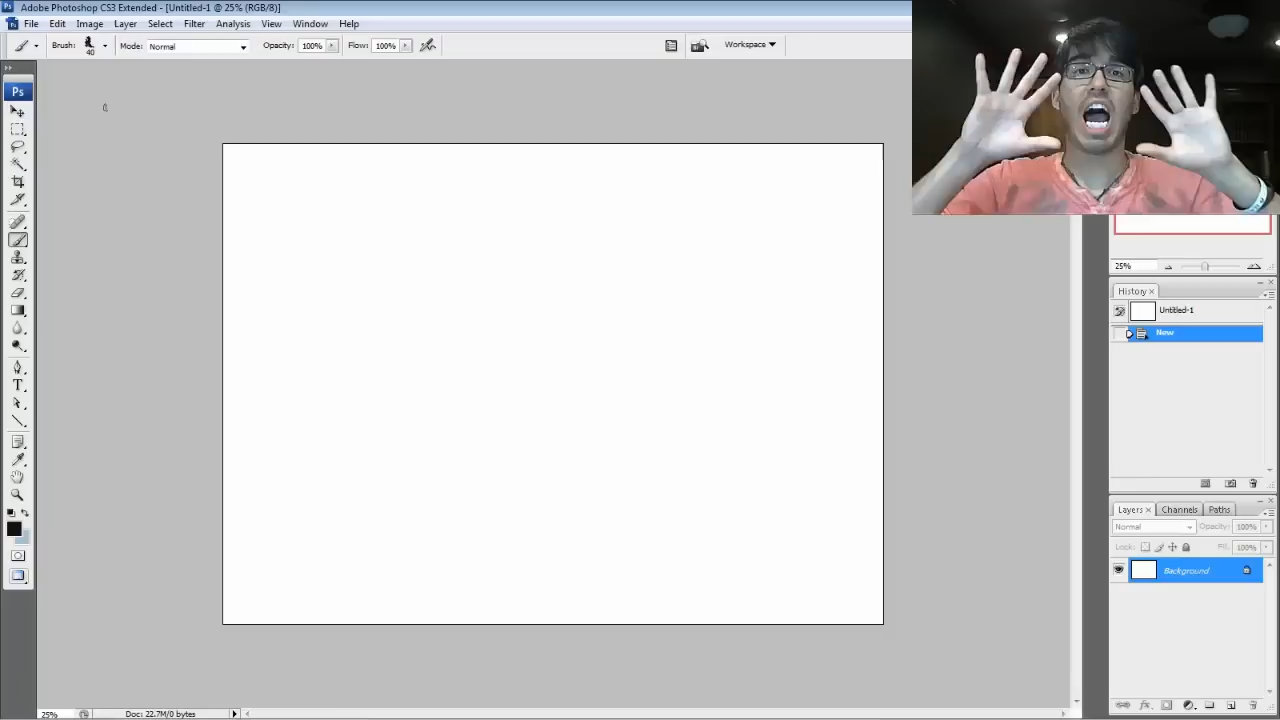 Adobe Photoshop CS3 Extended - [Untitled-1 @ 25% (RGB/8)]
File Edit Image Layer Select Filter Analysis View Window Help
Brush: 40 Mode: Normal Opacity: 100% Flow: 100% Workspace
Ps
T
25%
History
Untitled-1
New
Layers Channels Paths
Normal Opacity: 100%
Lock: Fill: 100%
Background
fx
25% Doc: 22.7M/0 bytes